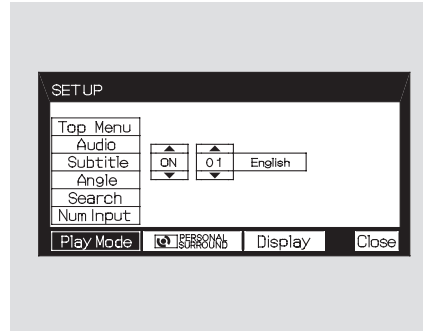 SETUP
Top Menu
Audio
Subtitle ON 01 English
Angle
Search
Num Input
Play Mode PERSONAL SURROUND Display Close